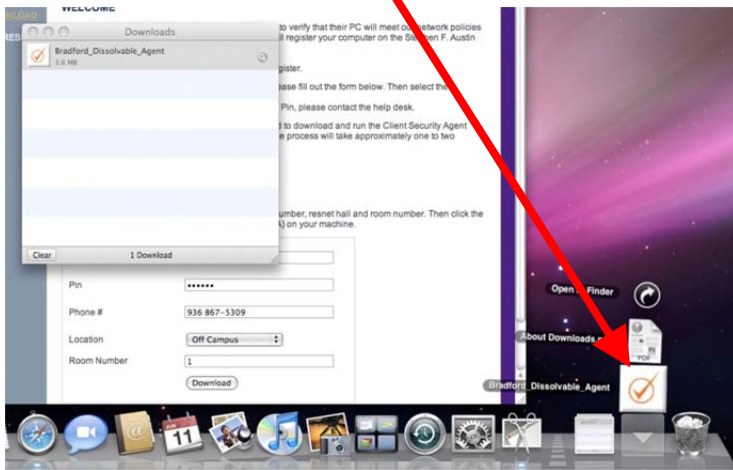 WELCOME
Downloads
Bradford_Dissolvable_Agent
3.6 MB
to verify that their PC will meet our network policies
register your computer on the Stephen F. Austin
register.
please fill out the form below. Then select the
Pin, please contact the help desk.
to download and run the Client Security Agent
process will take approximately one to two
number, resnet hall and room number. Then click the
on your machine.
Clear
1 Download
Pin
••••••
Phone #
936 867-5309
Location
Off Campus
Room Number
1
Download
Open in Finder
About Downloads
PDF
Bradford_Dissolvable_Agent
JUN
11